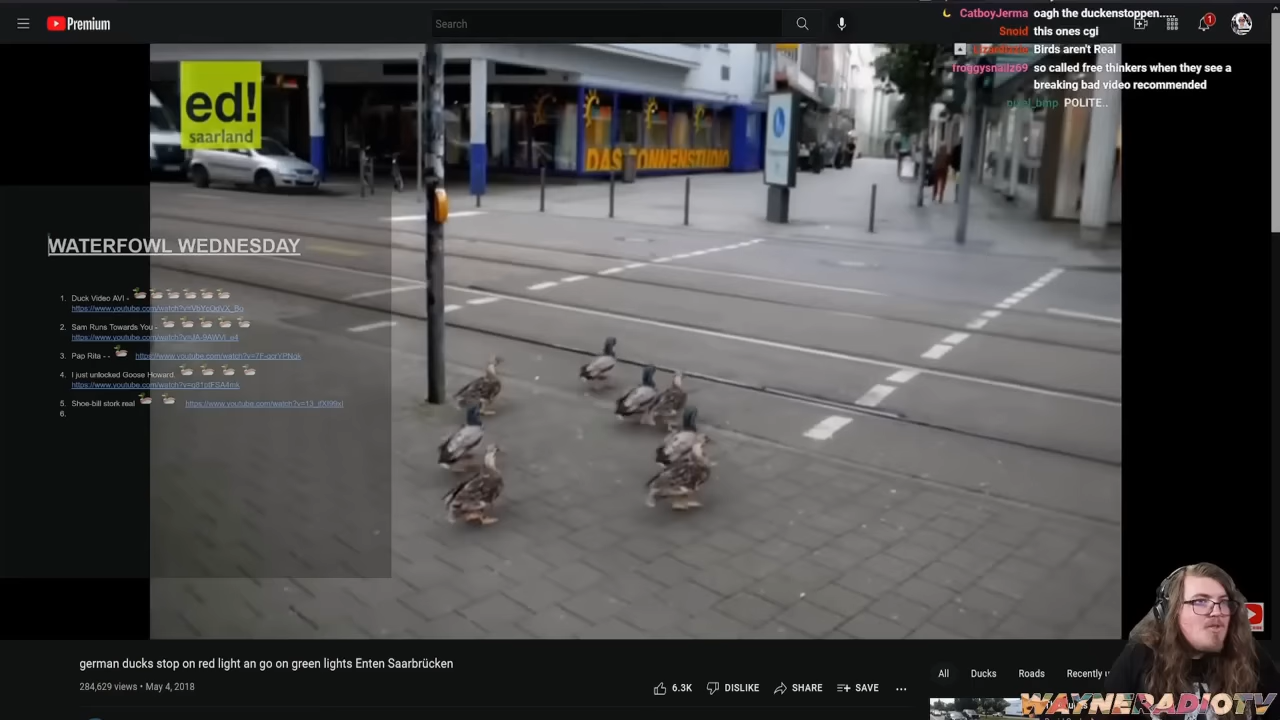 Premium
Search
CatboyJerma oagh the duckenstoppen.....
Snoid this ones cgi
Birds aren't Real
froggysnailz69 so called free thinkers when they see a
breaking bad video recommended
pixel_bmp POLITE..
1
ed!
saarland
DAS SONNENSTUDIO
WATERFOWL WEDNESDAY
1. Duck Video AVI -
2. Sam Runs Towards You -
3. Pap Rita - -
4. I just unlocked Goose Howard.
5. Shoe-bill stork real
6.
german ducks stop on red light an go on green lights Enten Saarbrücken
284,629 views • May 4, 2018
6.3K DISLIKE SHARE SAVE
All Ducks Roads Recently u
WAYNERADIOTV